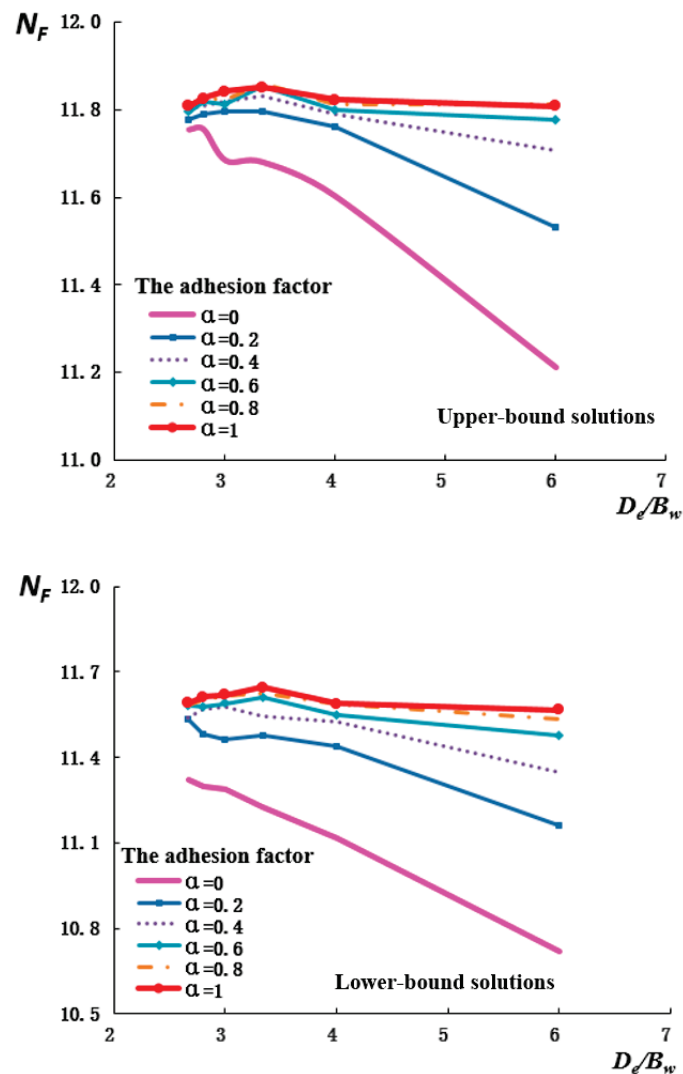 N_F
12.0
11.8
11.6
11.4
11.2
11.0
The adhesion factor
α=0
α=0.2
α=0.4
α=0.6
α=0.8
α=1
Upper-bound solutions
2 3 4 5 6 7
D_e/B_w
N_F
12.0
11.7
11.4
11.1
10.8
10.5
The adhesion factor
α=0
α=0.2
α=0.4
α=0.6
α=0.8
α=1
Lower-bound solutions
2 3 4 5 6 7
D_e/B_w